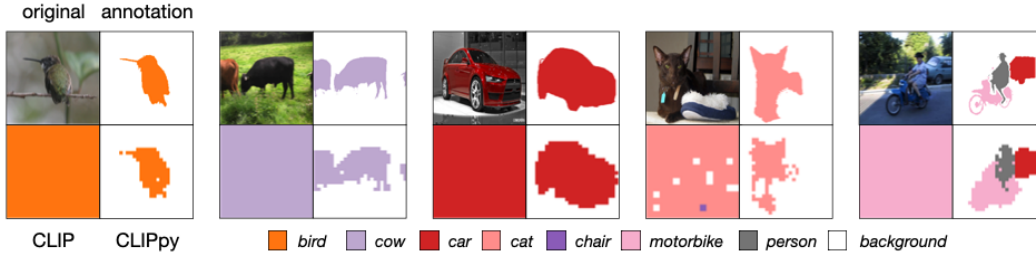 original annotation
CLIP CLIPpy
bird cow car cat chair motorbike person background